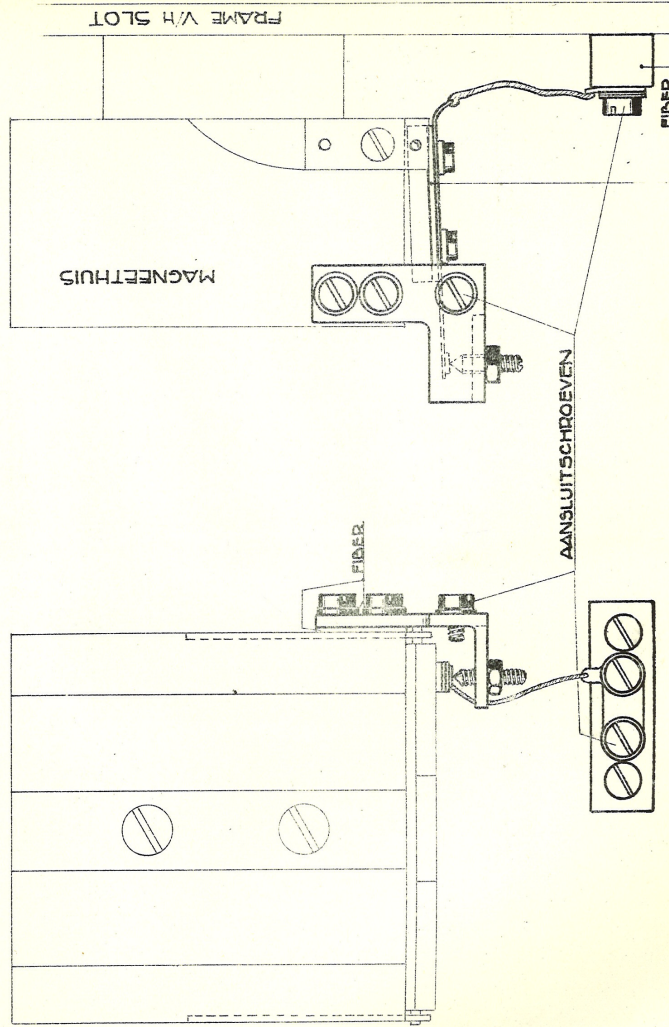 FRAME V/H SLOT
FIBER
MAGNEETHUIS
AANSLUITSCHROEVEN
FIBER